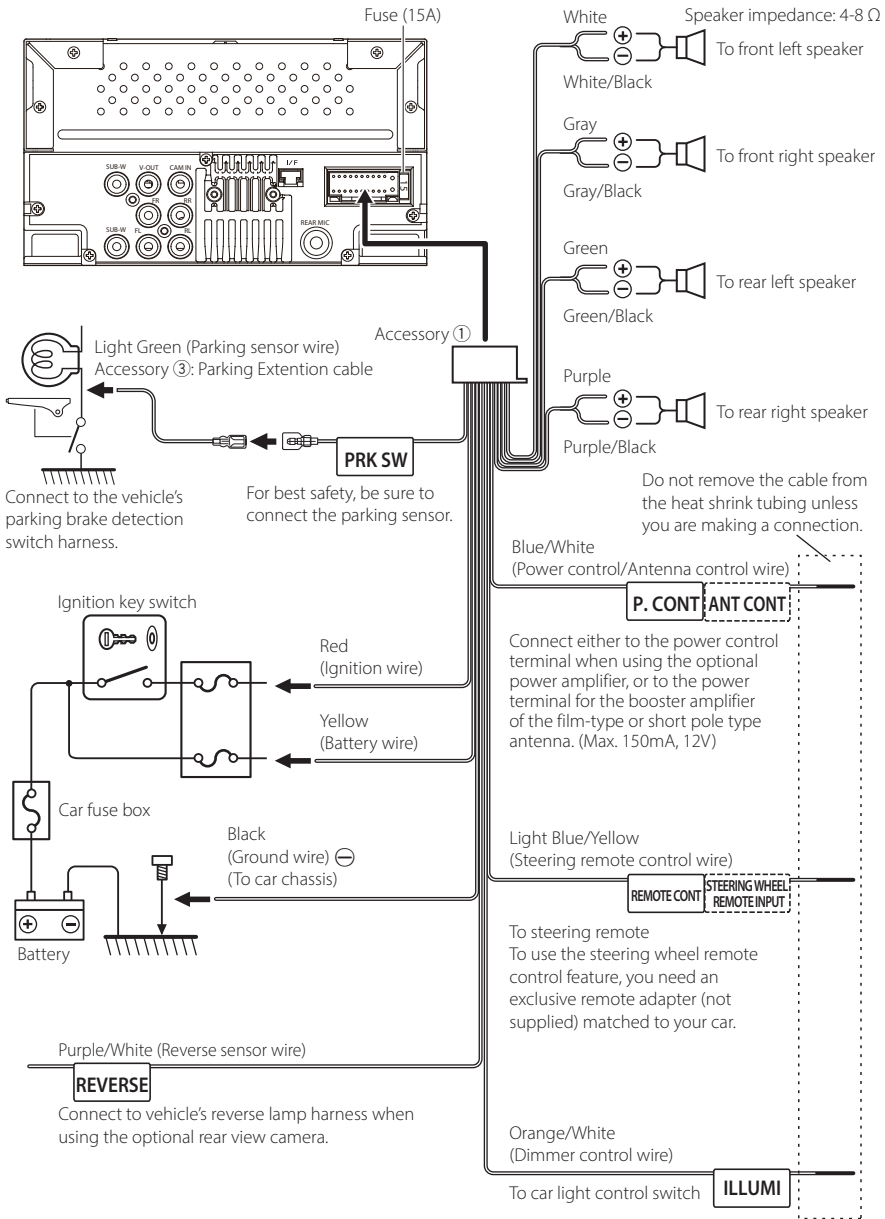 Fuse (15A)
White
Speaker impedance: 4-8 Ω
⊕
⊖
To front left speaker
White/Black
Gray
⊕
⊖
To front right speaker
Gray/Black
Green
⊕
⊖
To rear left speaker
Green/Black
Purple
⊕
⊖
To rear right speaker
Purple/Black
SUB-W V-OUT CAM IN
I/F
15
FR RR
SUB-W FL RL
REAR MIC
Accessory ①
Light Green (Parking sensor wire)
Accessory ③: Parking Extention cable
PRK SW
Connect to the vehicle's
parking brake detection
switch harness.
For best safety, be sure to
connect the parking sensor.
Do not remove the cable from
the heat shrink tubing unless
you are making a connection.
Blue/White
(Power control/Antenna control wire)
P. CONT ANT CONT
Connect either to the power control
terminal when using the optional
power amplifier, or to the power
terminal for the booster amplifier
of the film-type or short pole type
antenna. (Max. 150mA, 12V)
Ignition key switch
Red
(Ignition wire)
Yellow
(Battery wire)
Car fuse box
Black
(Ground wire) ⊖
(To car chassis)
⊕ ⊖
Battery
Light Blue/Yellow
(Steering remote control wire)
REMOTE CONT
STEERING WHEEL
REMOTE INPUT
To steering remote
To use the steering wheel remote
control feature, you need an
exclusive remote adapter (not
supplied) matched to your car.
Purple/White (Reverse sensor wire)
REVERSE
Connect to vehicle's reverse lamp harness when
using the optional rear view camera.
Orange/White
(Dimmer control wire)
To car light control switch
ILLUMI